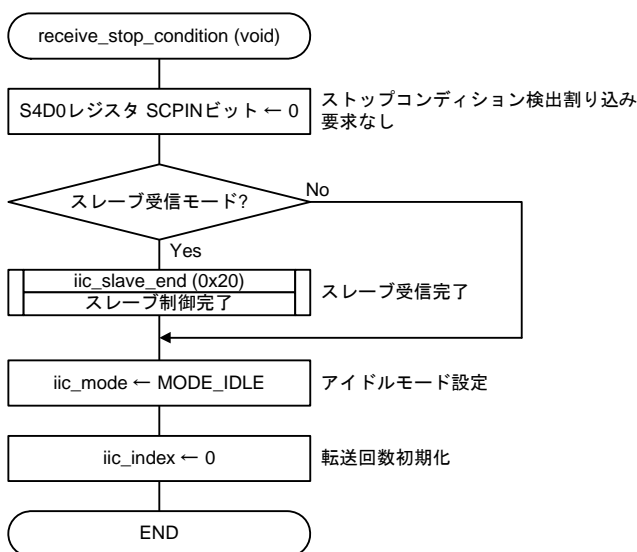 receive_stop_condition (void)
S4D0レジスタ SCPINビット ← 0
ストップコンディション検出割り込み
要求なし
スレーブ受信モード?
No
Yes
iic_slave_end (0x20)
スレーブ制御完了
スレーブ受信完了
iic_mode ← MODE_IDLE
アイドルモード設定
iic_index ← 0
転送回数初期化
END